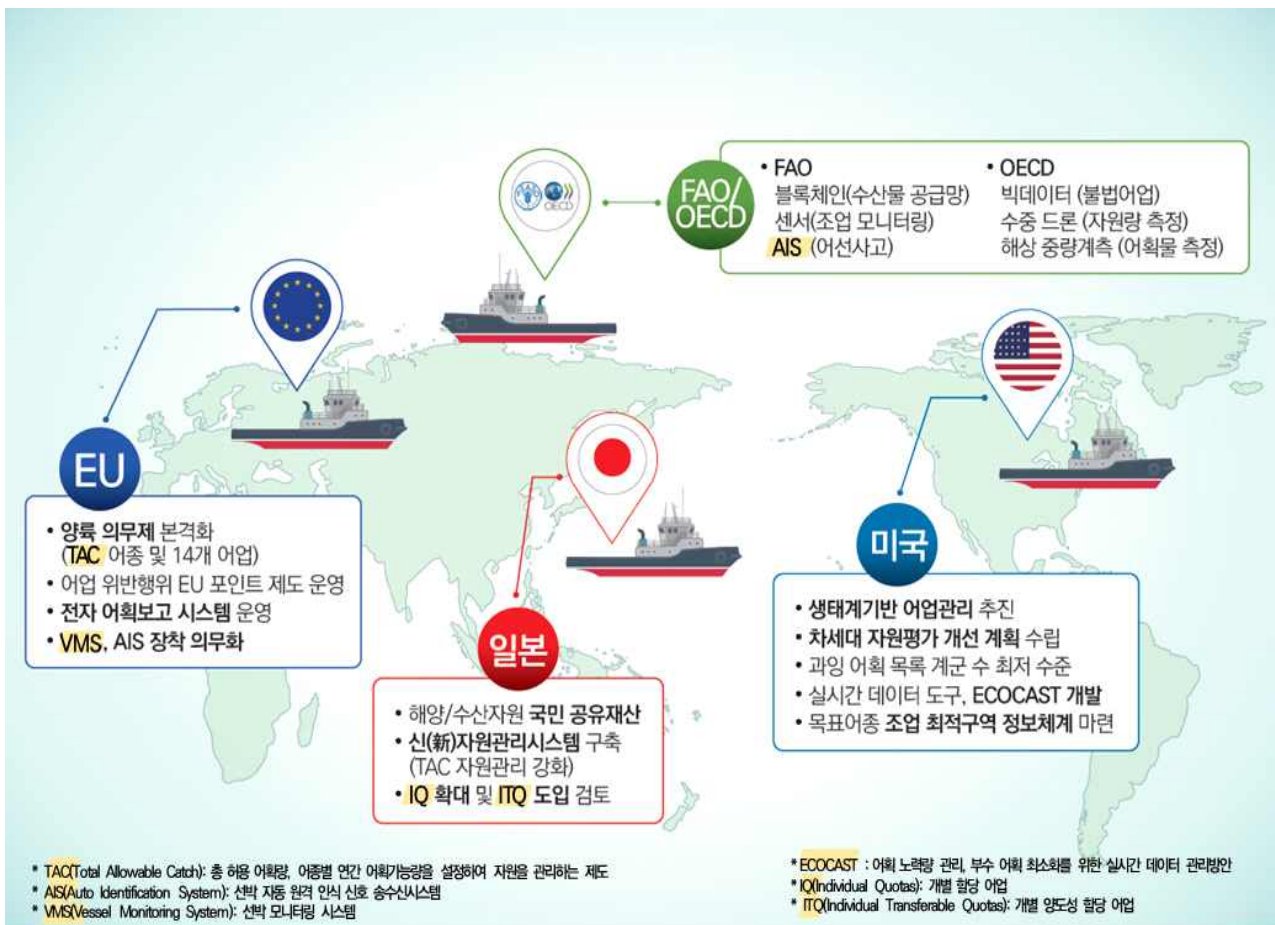 OECD
FAO/
OECD
• FAO
블록체인(수산물 공급망)
센서(조업 모니터링)
AIS (어선사고)
• OECD
빅데이터 (불법어업)
수중 드론 (자원량 측정)
해상 중량계측 (어획물 측정)
EU
• 양륙 의무제 본격화
(TAC 어종 및 14개 어업)
• 어업 위반행위 EU 포인트 제도 운영
• 전자 어획보고 시스템 운영
• VMS, AIS 장착 의무화
일본
• 해양/수산자원 국민 공유재산
• 신(新)자원관리시스템 구축
(TAC 자원관리 강화)
• IQ 확대 및 ITQ 도입 검토
미국
• 생태계기반 어업관리 추진
• 차세대 자원평가 개선 계획 수립
• 과잉 어획 목록 계군 수 최저 수준
• 실시간 데이터 도구, ECOCAST 개발
• 목표어종 조업 최적구역 정보체계 마련
* TAC(Total Allowable Catch): 총 허용 어획량, 어종별 연간 어획가능량을 설정하여 자원을 관리하는 제도
* AIS(Auto Identification System): 선박 자동 원격 인식 신호 송수신시스템
* VMS(Vessel Monitoring System): 선박 모니터링 시스템
* ECOCAST : 어획 노력량 관리, 부수 어획 최소화를 위한 실시간 데이터 관리방안
* IQ(Individual Quotas): 개별 할당 어업
* ITQ(Individual Transferable Quotas): 개별 양도성 할당 어업